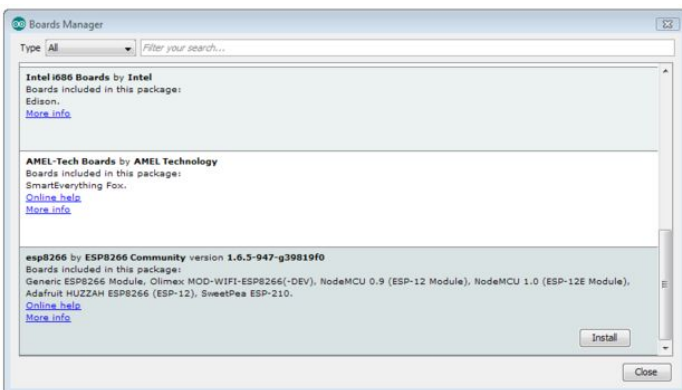 Boards Manager
Type All Filter your search...
Intel i686 Boards by Intel
Boards included in this package:
Edison.
More info
AMEL-Tech Boards by AMEL Technology
Boards included in this package:
SmartEverything Fox.
Online help
More info
esp8266 by ESP8266 Community version 1.6.5-947-g39819f0
Boards included in this package:
Generic ESP8266 Module, Olimex MOD-WIFI-ESP8266(-DEV), NodeMCU 0.9 (ESP-12 Module), NodeMCU 1.0 (ESP-12E Module),
Adafruit HUZZAH ESP8266 (ESP-12), SweetPea ESP-210.
Online help
More info
Install
Close